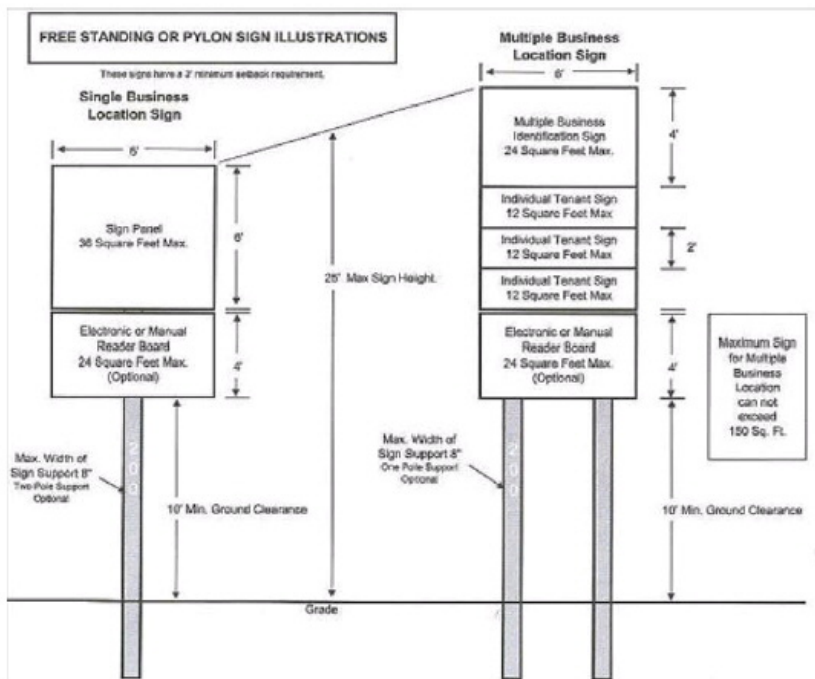 FREE STANDING OR PYLON SIGN ILLUSTRATIONS
These signs have a 2' minimum setback requirement.
Single Business
Location Sign
6'
Sign Panel
36 Square Feet Max.
6'
Electronic or Manual
Reader Board
24 Square Feet Max.
(Optional)
4'
Max. Width of
Sign Support 8"
Two-Pole Support
Optional
200
10' Min. Ground Clearance
25' Max Sign Height.
Grade
Multiple Business
Location Sign
6'
Multiple Business
Identification Sign
24 Square Feet Max.
4'
Individual Tenant Sign
12 Square Feet Max
Individual Tenant Sign
12 Square Feet Max
2'
Individual Tenant Sign
12 Square Feet Max
Electronic or Manual
Reader Board
24 Square Feet Max.
(Optional)
4'
Max. Width of
Sign Support 8"
One Pole Support
Optional
200
10' Min. Ground Clearance
Maximum Sign
for Multiple
Business
Location
can not
exceed
150 Sq. Ft.